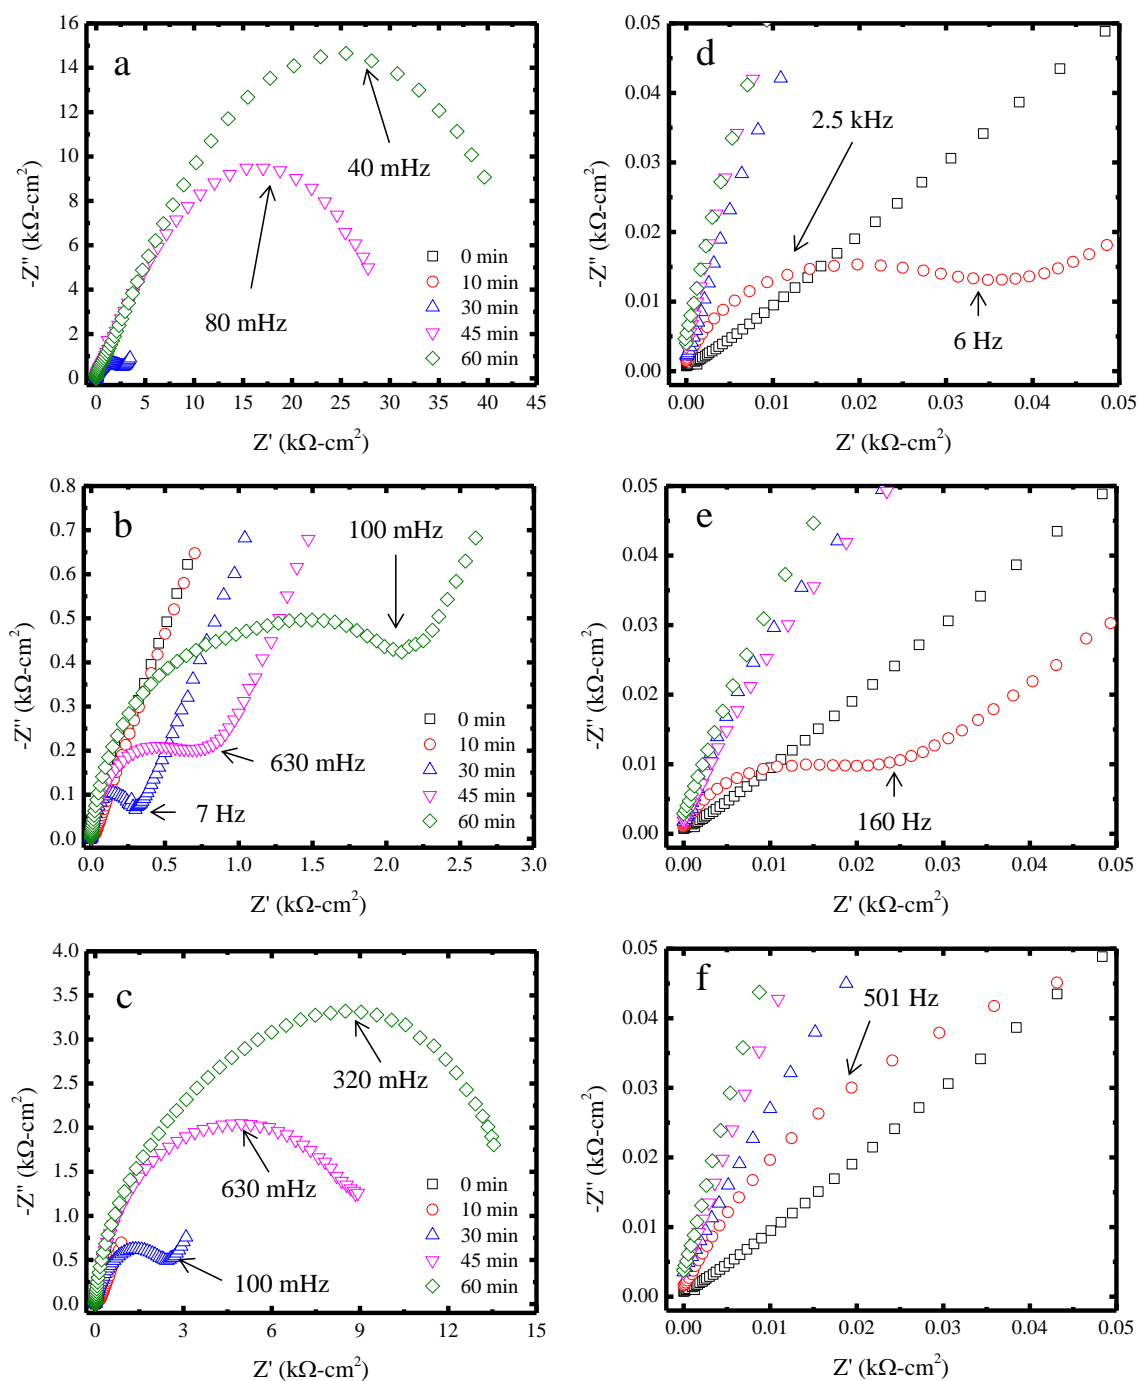 a
16
14
12
10
8
6
4
2
0
-Z'' (kΩ-cm²)
40 mHz
80 mHz
0 min
10 min
30 min
45 min
60 min
0 5 10 15 20 25 30 35 40 45
Z' (kΩ-cm²)
d
0.05
0.04
0.03
0.02
0.01
0.00
-Z'' (kΩ-cm²)
2.5 kHz
6 Hz
0.00 0.01 0.02 0.03 0.04 0.05
Z' (kΩ-cm²)
b
0.8
0.7
0.6
0.5
0.4
0.3
0.2
0.1
0.0
-Z'' (kΩ-cm²)
100 mHz
630 mHz
7 Hz
0 min
10 min
30 min
45 min
60 min
0.0 0.5 1.0 1.5 2.0 2.5 3.0
Z' (kΩ-cm²)
e
0.05
0.04
0.03
0.02
0.01
0.00
-Z'' (kΩ-cm²)
160 Hz
0.00 0.01 0.02 0.03 0.04 0.05
Z' (kΩ-cm²)
c
4.0
3.5
3.0
2.5
2.0
1.5
1.0
0.5
0.0
-Z'' (kΩ-cm²)
320 mHz
630 mHz
100 mHz
0 min
10 min
30 min
45 min
60 min
0 3 6 9 12 15
Z' (kΩ-cm²)
f
0.05
0.04
0.03
0.02
0.01
0.00
-Z'' (kΩ-cm²)
501 Hz
0.00 0.01 0.02 0.03 0.04 0.05
Z' (kΩ-cm²)